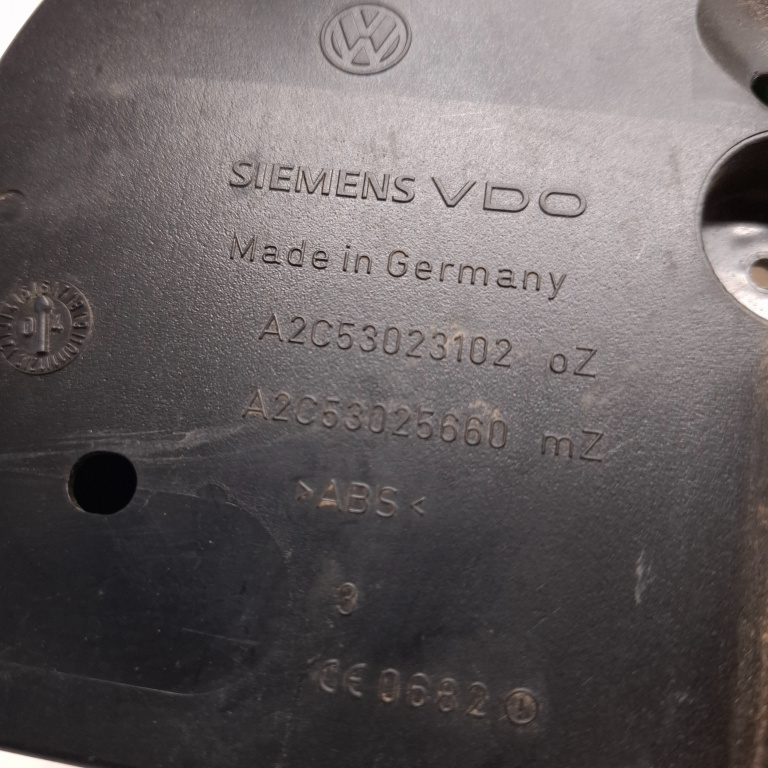 SIEMENS VDO
Made in Germany
A2C53023102 oZ
A2C53025660 mZ
>ABS<
3
CE 0682